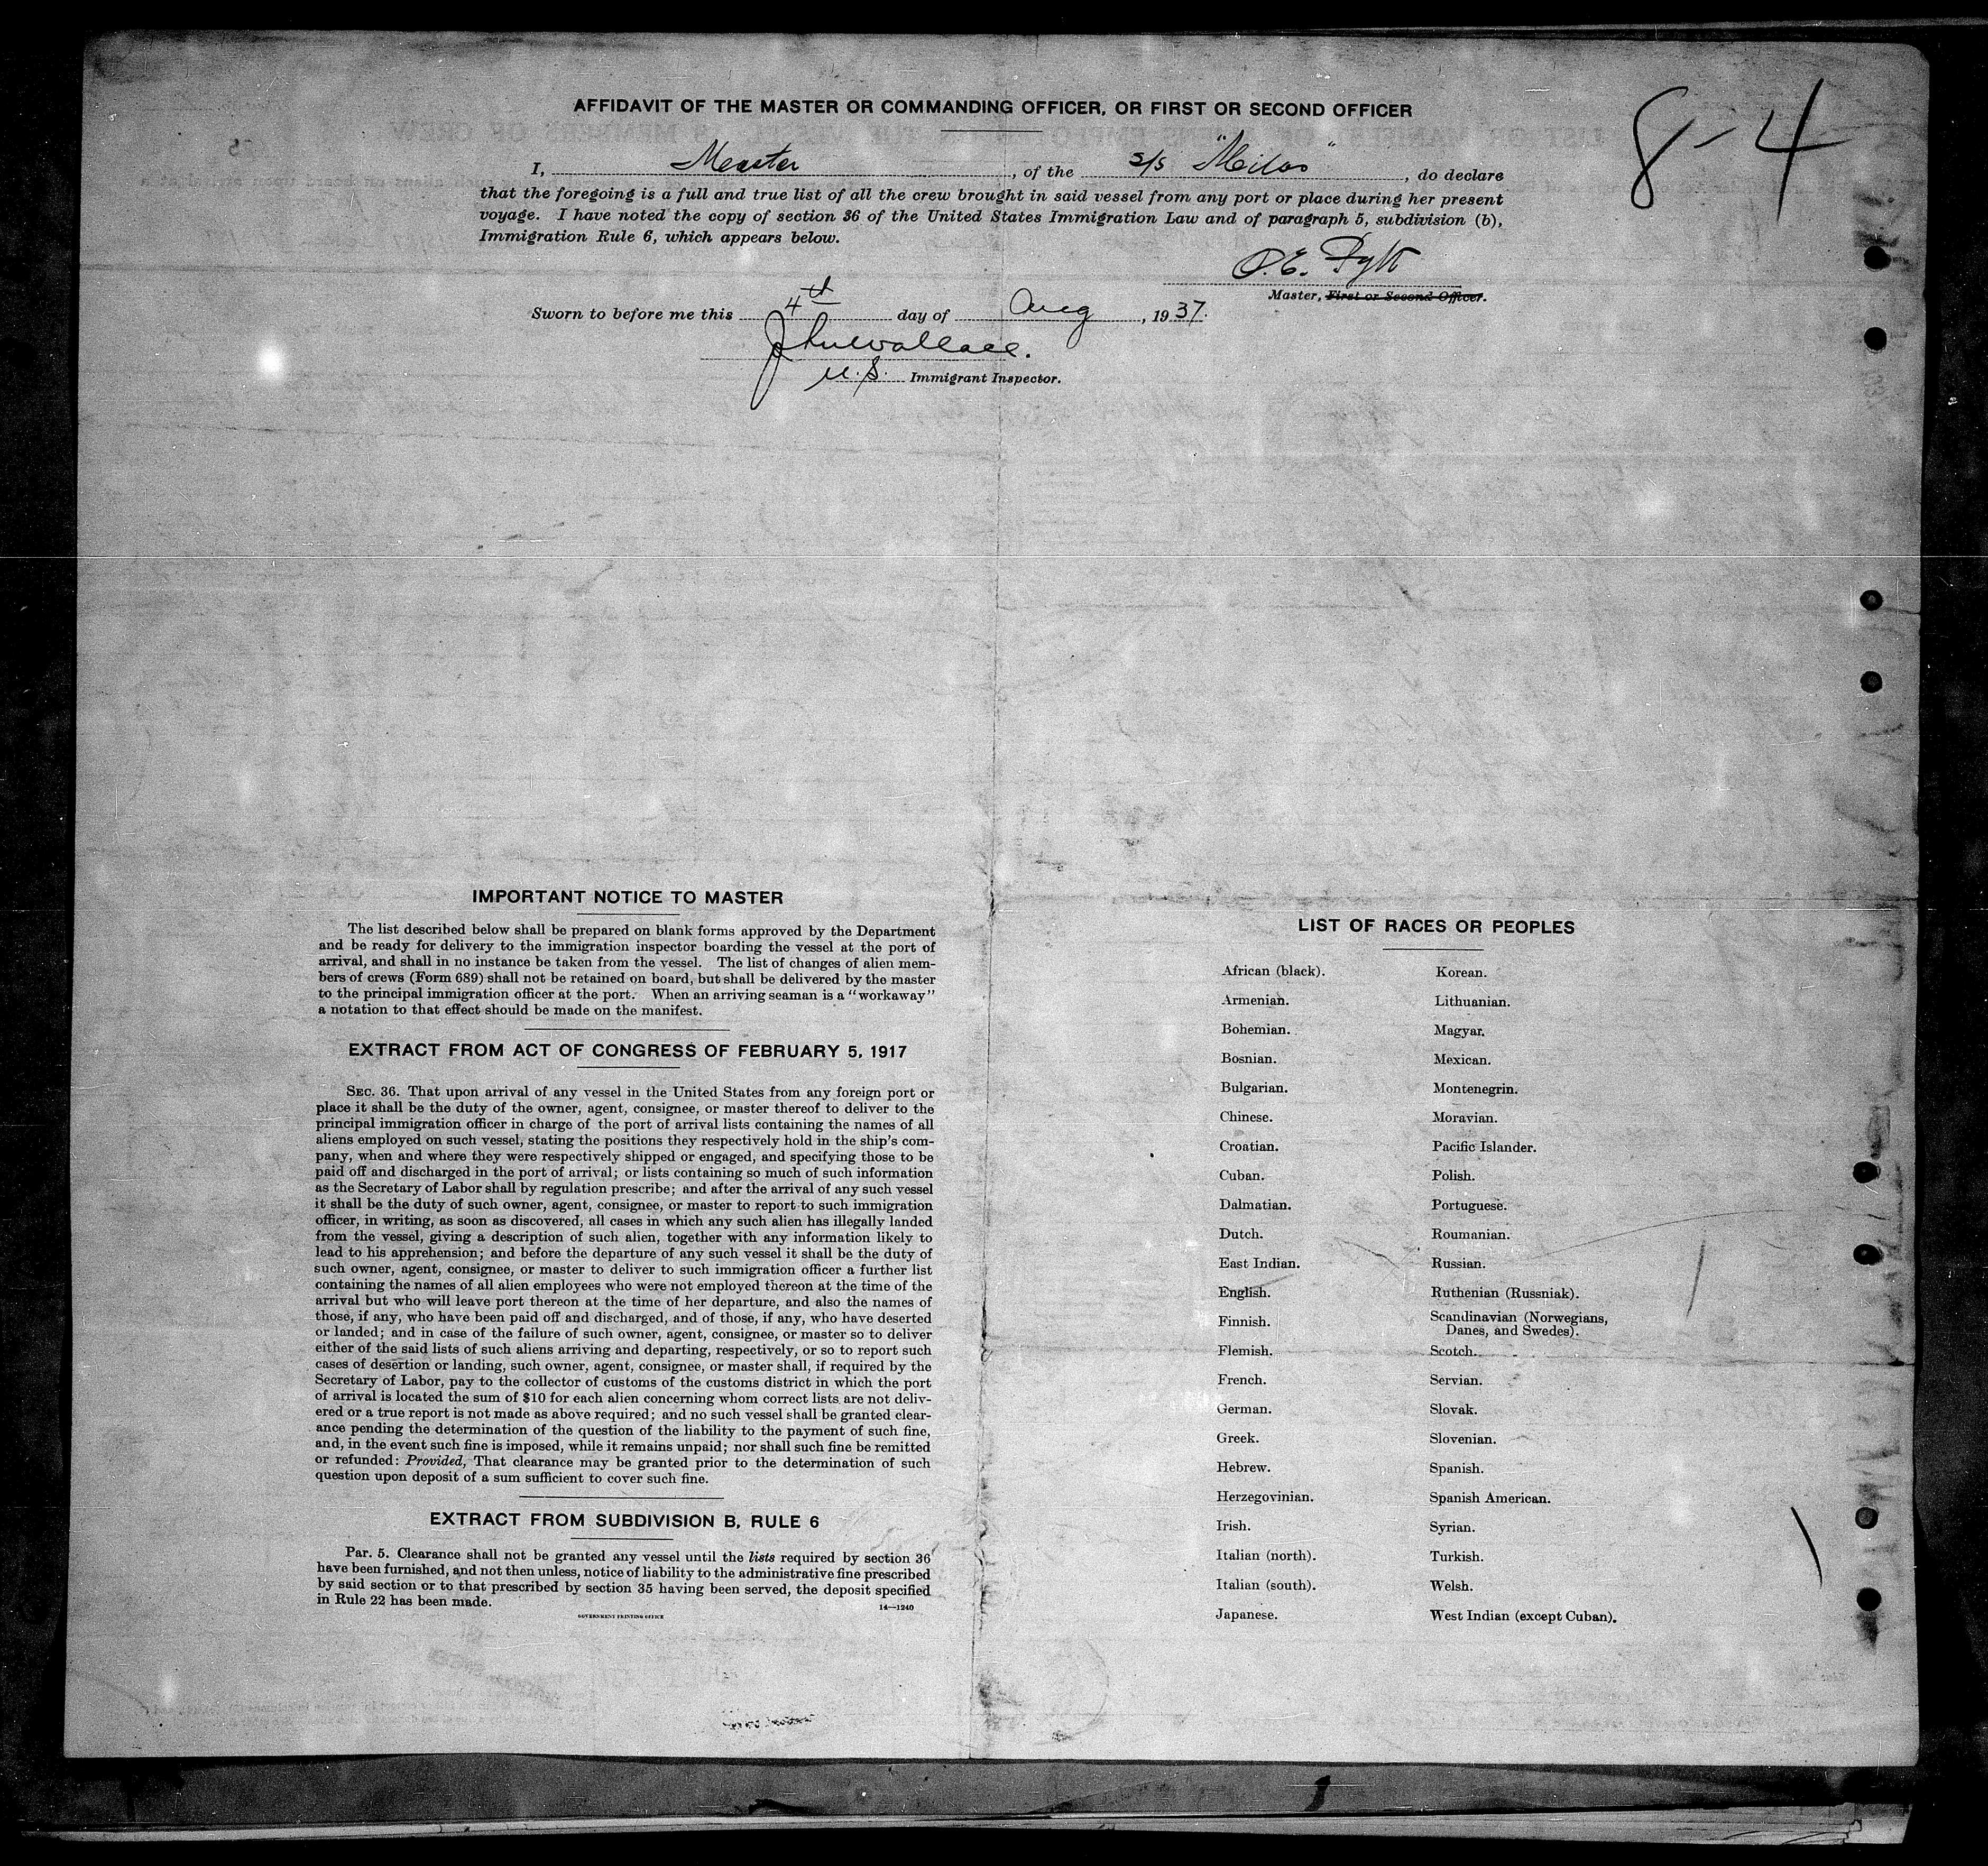 AFFIDAVIT OF THE MASTER OR COMMANDING OFFICER, OR FIRST OR SECOND OFFICER
8-4
I, Master, of the s/s "Meilos", do declare
that the foregoing is a full and true list of all the crew brought in said vessel from any port or place during her present
voyage. I have noted the copy of section 36 of the United States Immigration Law and of paragraph 5, subdivision (b),
Immigration Rule 6, which appears below.
Master, First or Second Officer.
Sworn to before me this 4th day of Aug, 1937.
Jhnwallace.
U.S. Immigrant Inspector.
IMPORTANT NOTICE TO MASTER
The list described below shall be prepared on blank forms approved by the Department
and be ready for delivery to the immigration inspector boarding the vessel at the port of
arrival, and shall in no instance be taken from the vessel. The list of changes of alien mem-
bers of crews (Form 689) shall not be retained on board, but shall be delivered by the master
to the principal immigration officer at the port. When an arriving seaman is a "workaway"
a notation to that effect should be made on the manifest.
EXTRACT FROM ACT OF CONGRESS OF FEBRUARY 5, 1917
SEC. 36. That upon arrival of any vessel in the United States from any foreign port or
place it shall be the duty of the owner, agent, consignee, or master thereof to deliver to the
principal immigration officer in charge of the port of arrival lists containing the names of all
aliens employed on such vessel, stating the positions they respectively hold in the ship's com-
pany, when and where they were respectively shipped or engaged, and specifying those to be
paid off and discharged in the port of arrival; or lists containing so much of such information
as the Secretary of Labor shall by regulation prescribe; and after the arrival of any such vessel
it shall be the duty of such owner, agent, consignee, or master to report to such immigration
officer, in writing, as soon as discovered, all cases in which any such alien has illegally landed
from the vessel, giving a description of such alien, together with any information likely to
lead to his apprehension; and before the departure of any such vessel it shall be the duty of
such owner, agent, consignee, or master to deliver to such immigration officer a further list
containing the names of all alien employees who were not employed thereon at the time of the
arrival but who will leave port thereon at the time of her departure, and also the names of
those, if any, who have been paid off and discharged, and of those, if any, who have deserted
or landed; and in case of the failure of such owner, agent, consignee, or master so to deliver
either of the said lists of such aliens arriving and departing, respectively, or so to report such
cases of desertion or landing, such owner, agent, consignee, or master shall, if required by the
Secretary of Labor, pay to the collector of customs of the customs district in which the port
of arrival is located the sum of $10 for each alien concerning whom correct lists are not deliv-
ered or a true report is not made as above required; and no such vessel shall be granted clear-
ance pending the determination of the question of the liability to the payment of such fine,
and, in the event such fine is imposed, while it remains unpaid; nor shall such fine be remitted
or refunded: Provided, That clearance may be granted prior to the determination of such
question upon deposit of a sum sufficient to cover such fine.
EXTRACT FROM SUBDIVISION B, RULE 6
Par. 5. Clearance shall not be granted any vessel until the lists required by section 36
have been furnished, and not then unless, notice of liability to the administrative fine prescribed
by said section or to that prescribed by section 35 having been served, the deposit specified
in Rule 22 has been made.
14—1240
GOVERNMENT PRINTING OFFICE
LIST OF RACES OR PEOPLES
African (black).
Armenian.
Bohemian.
Bosnian.
Bulgarian.
Chinese.
Croatian.
Cuban.
Dalmatian.
Dutch.
East Indian.
English.
Finnish.
Flemish.
French.
German.
Greek.
Hebrew.
Herzegovinian.
Irish.
Italian (north).
Italian (south).
Japanese.
Korean.
Lithuanian.
Magyar.
Mexican.
Montenegrin.
Moravian.
Pacific Islander.
Polish.
Portuguese.
Roumanian.
Russian.
Ruthenian (Russniak).
Scandinavian (Norwegians,
Danes, and Swedes).
Scotch.
Servian.
Slovak.
Slovenian.
Spanish.
Spanish American.
Syrian.
Turkish.
Welsh.
West Indian (except Cuban).